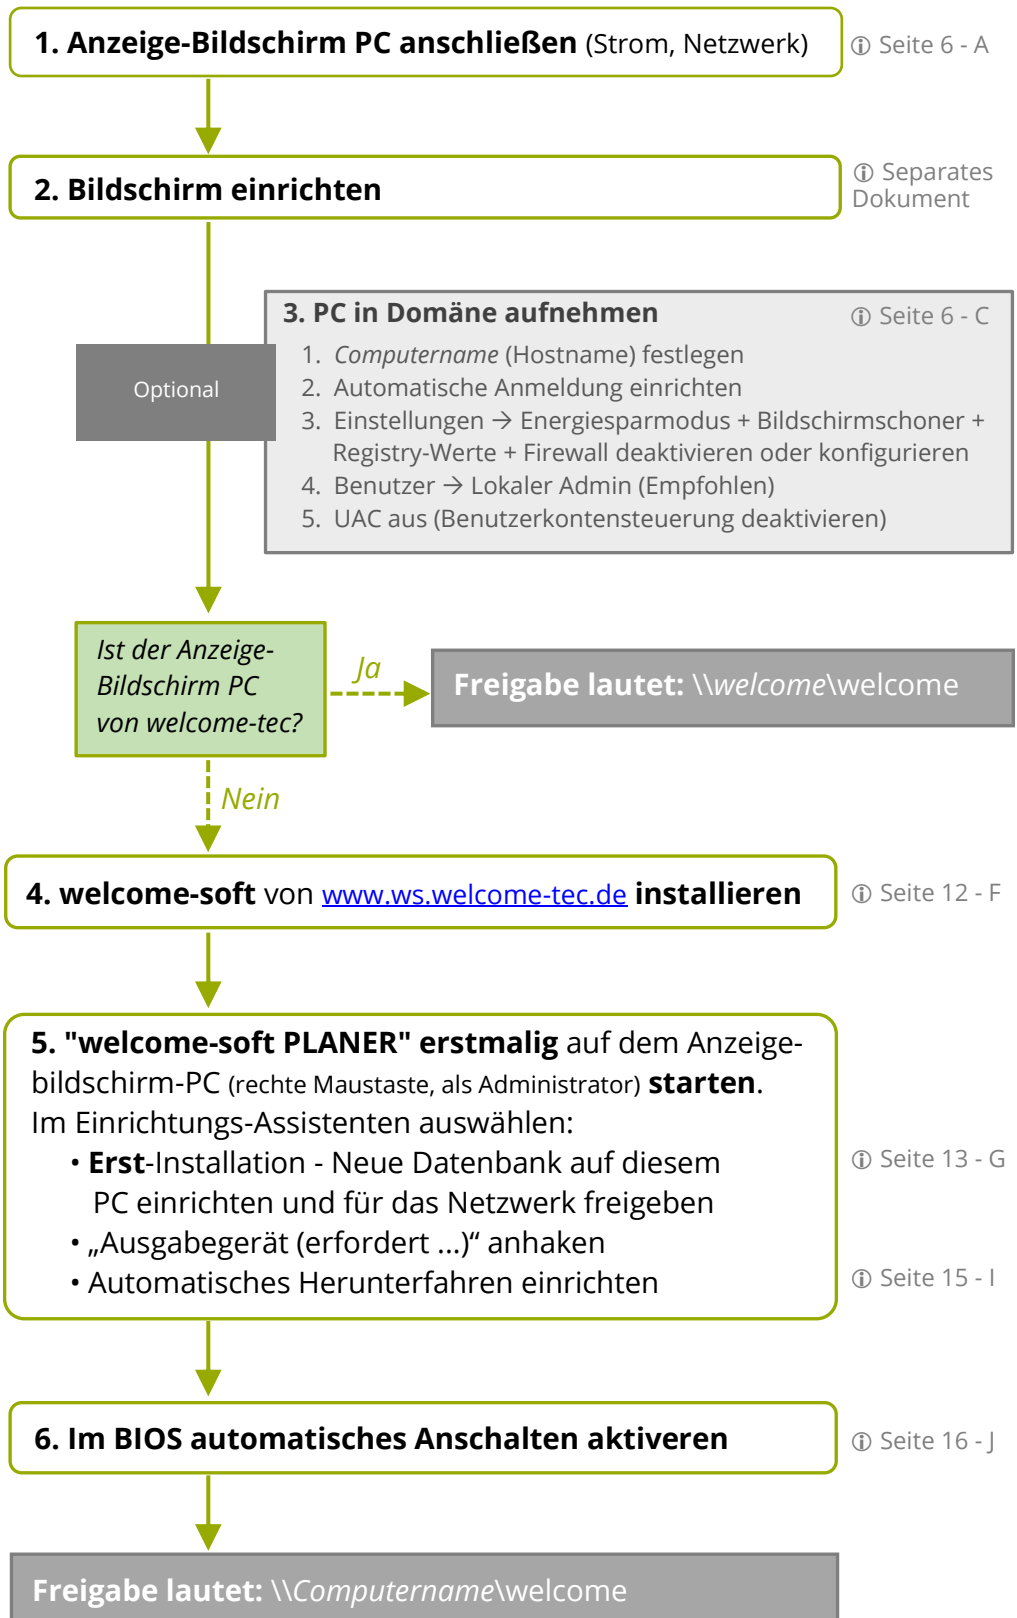 1. Anzeige-Bildschirm PC anschließen (Strom, Netzwerk)
🛈 Seite 6 - A
2. Bildschirm einrichten
🛈 Separates
Dokument
3. PC in Domäne aufnehmen
🛈 Seite 6 - C
Optional
1. Computername (Hostname) festlegen
2. Automatische Anmeldung einrichten
3. Einstellungen → Energiesparmodus + Bildschirmschoner +
Registry-Werte + Firewall deaktivieren oder konfigurieren
4. Benutzer → Lokaler Admin (Empfohlen)
5. UAC aus (Benutzerkontensteuerung deaktivieren)
Ist der Anzeige-
Bildschirm PC
von welcome-tec?
Ja
Freigabe lautet: \\welcome\welcome
Nein
4. welcome-soft von www.ws.welcome-tec.de installieren
🛈 Seite 12 - F
5. "welcome-soft PLANER" erstmalig auf dem Anzeige-
bildschirm-PC (rechte Maustaste, als Administrator) starten.
Im Einrichtungs-Assistenten auswählen:
• Erst-Installation - Neue Datenbank auf diesem
PC einrichten und für das Netzwerk freigeben
🛈 Seite 13 - G
• „Ausgabegerät (erfordert ...)“ anhaken
• Automatisches Herunterfahren einrichten
🛈 Seite 15 - I
6. Im BIOS automatisches Anschalten aktiveren
🛈 Seite 16 - J
Freigabe lautet: \\Computername\welcome